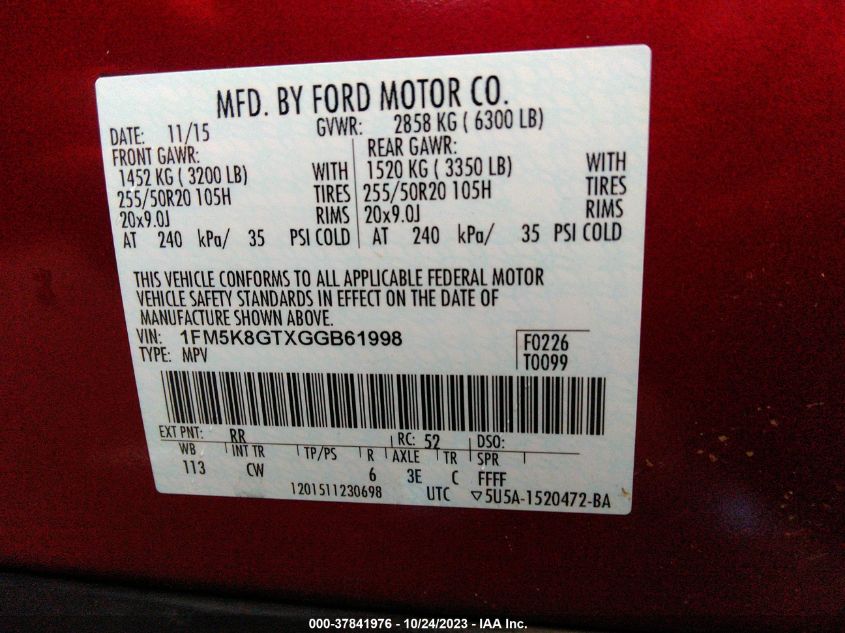 MFD. BY FORD MOTOR CO.
DATE: 11/15 GVWR: 2858 KG ( 6300 LB)
FRONT GAWR: REAR GAWR:
1452 KG ( 3200 LB) WITH 1520 KG ( 3350 LB) WITH
255/50R20 105H TIRES 255/50R20 105H TIRES
20x9.0J RIMS 20x9.0J RIMS
AT 240 kPa/ 35 PSI COLD AT 240 kPa/ 35 PSI COLD
THIS VEHICLE CONFORMS TO ALL APPLICABLE FEDERAL MOTOR
VEHICLE SAFETY STANDARDS IN EFFECT ON THE DATE OF
MANUFACTURE SHOWN ABOVE.
VIN: 1FM5K8GTXGGB61998 F0226
TYPE: MPV T0099
EXT PNT: RR RC: 52 DSO:
WB INT TR TP/PS R AXLE TR SPR
113 CW 6 3E C FFFF
1201511230698 UTC ▽5U5A-1520472-BA
000-37841976 - 10/24/2023 - IAA Inc.